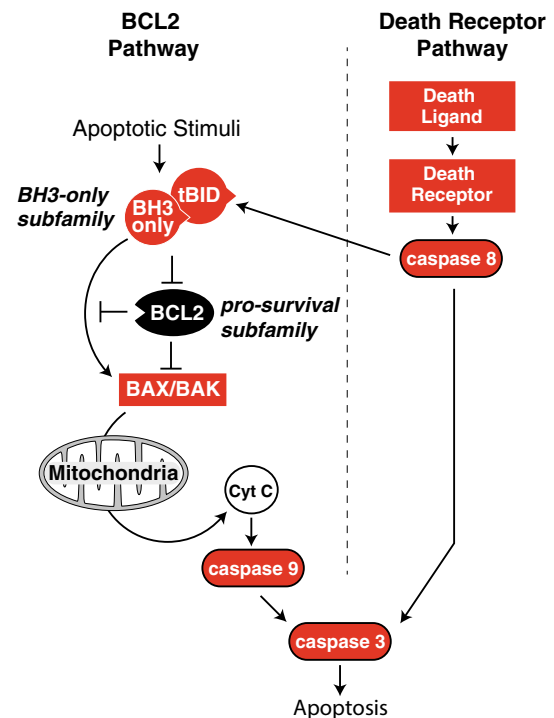 BCL2
Pathway
Death Receptor
Pathway
Death
Ligand
Apoptotic Stimuli
Death
Receptor
BH3-only
subfamily
tBID
BH3
only
caspase 8
BCL2
pro-survival
subfamily
BAX/BAK
Mitochondria
Cyt C
caspase 9
caspase 3
Apoptosis